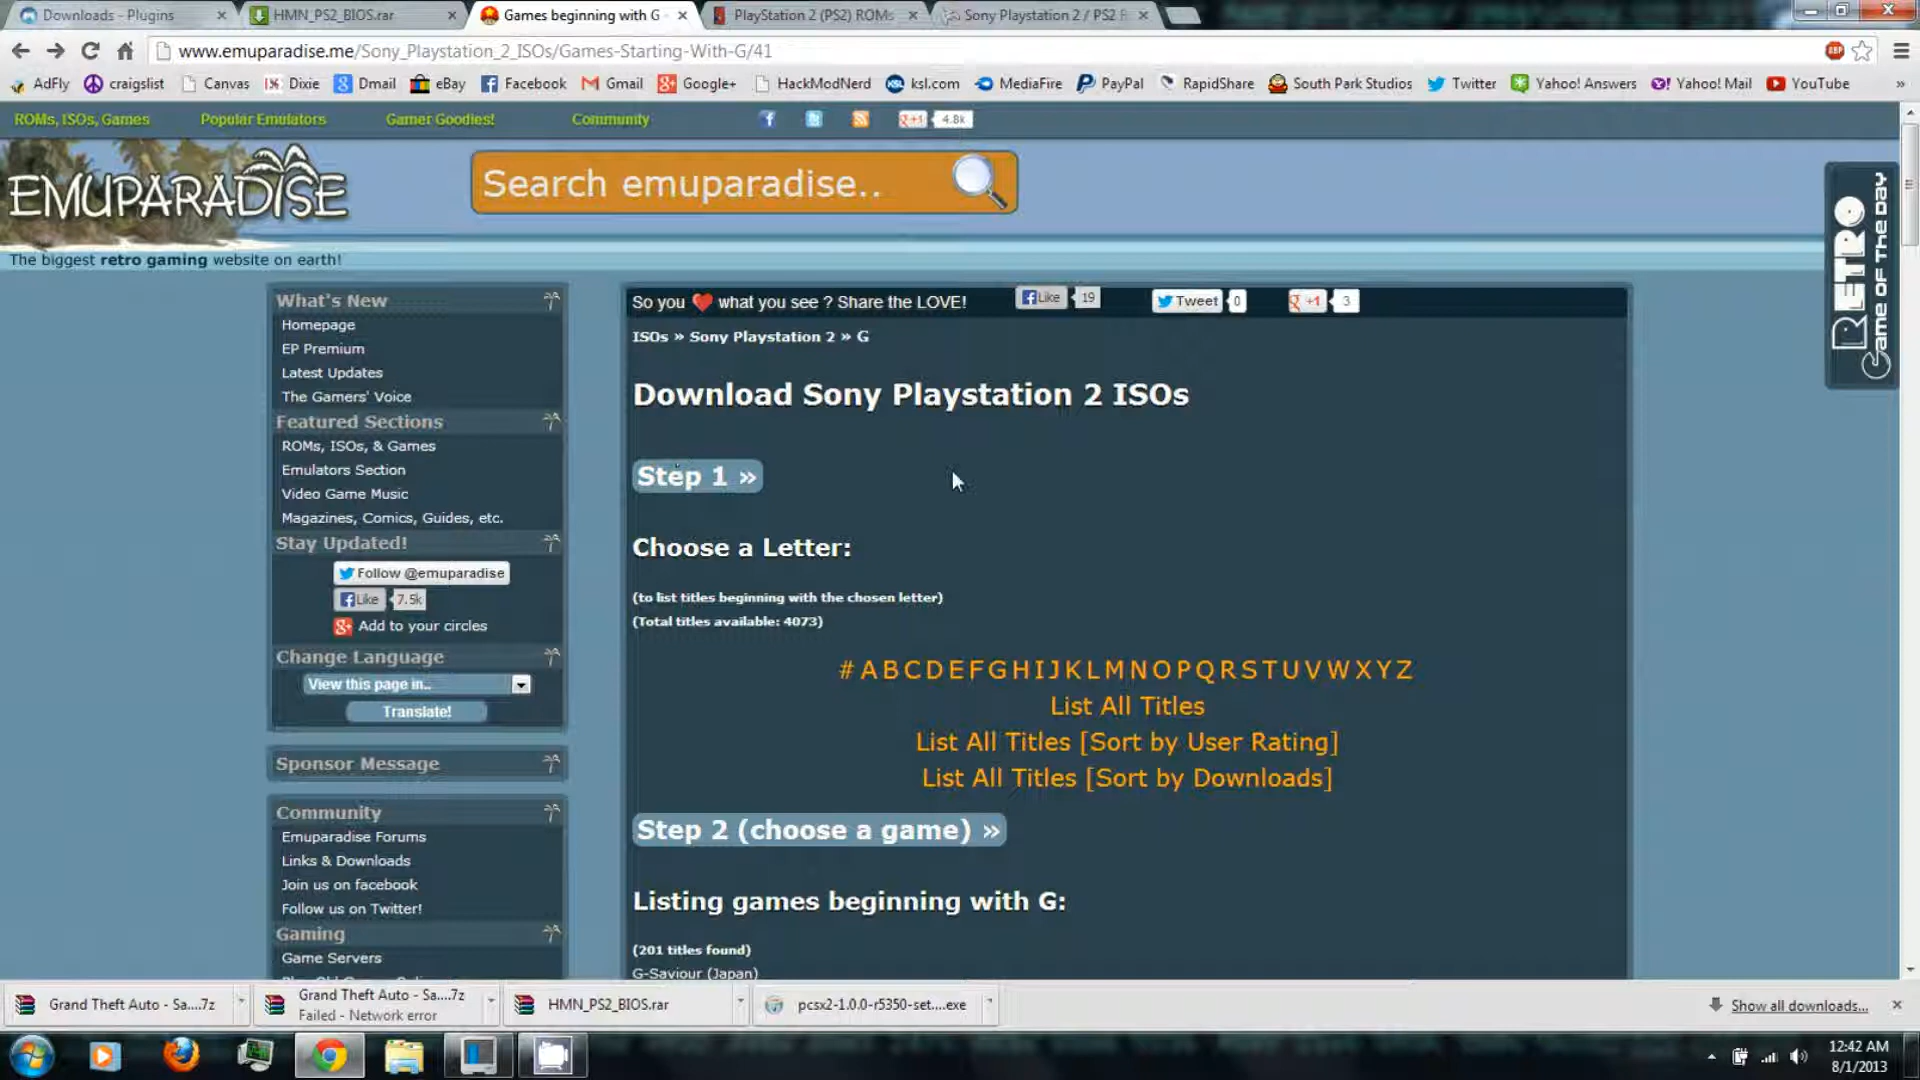 Downloads - Plugins
HMN_PS2_BIOS.rar
Games beginning with G -
PlayStation 2 (PS2) ROMs
Sony Playstation 2 / PS2 R
www.emuparadise.me/Sony_Playstation_2_ISOs/Games-Starting-With-G/41
ABP
AdFly craigslist Canvas Dixie Dmail eBay Facebook Gmail Google+ HackModNerd ksl.com MediaFire PayPal RapidShare South Park Studios Twitter Yahoo! Answers Yahoo! Mail YouTube »
ROMs, ISOs, Games Popular Emulators Gamer Goodies! Community +1 4.8k
EMUPARADISE
Search emuparadise..
The biggest retro gaming website on earth!
RETRO
Game OF THE DAY
What's New
Homepage
EP Premium
Latest Updates
The Gamers' Voice
Featured Sections
ROMs, ISOs, & Games
Emulators Section
Video Game Music
Magazines, Comics, Guides, etc.
Stay Updated!
Follow @emuparadise
Like 7.5k
Add to your circles
Change Language
View this page in..
Translate!
Sponsor Message
Community
Emuparadise Forums
Links & Downloads
Join us on facebook
Follow us on Twitter!
Gaming
Game Servers
So you what you see ? Share the LOVE! Like 19 Tweet 0 +1 3
ISOs » Sony Playstation 2 » G
Download Sony Playstation 2 ISOs
Step 1 »
Choose a Letter:
(to list titles beginning with the chosen letter)
(Total titles available: 4073)
# A B C D E F G H I J K L M N O P Q R S T U V W X Y Z
List All Titles
List All Titles [Sort by User Rating]
List All Titles [Sort by Downloads]
Step 2 (choose a game) »
Listing games beginning with G:
(201 titles found)
G-Saviour (Japan)
Grand Theft Auto - Sa....7z
Grand Theft Auto - Sa....7z
Failed - Network error
HMN_PS2_BIOS.rar
pcsx2-1.0.0-r5350-set....exe
Show all downloads...
12:42 AM
8/1/2013